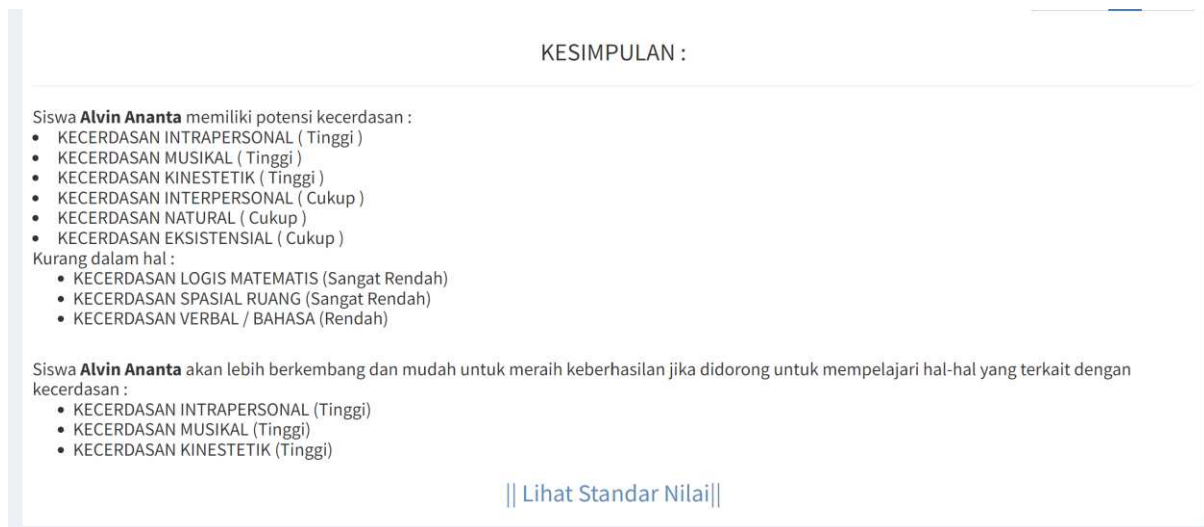 KESIMPULAN :
Siswa Alvin Ananta memiliki potensi kecerdasan :
• KECERDASAN INTRAPERSONAL ( Tinggi )
• KECERDASAN MUSIKAL ( Tinggi )
• KECERDASAN KINESTETIK ( Tinggi )
• KECERDASAN INTERPERSONAL ( Cukup )
• KECERDASAN NATURAL ( Cukup )
• KECERDASAN EKSISTENSIAL ( Cukup )
Kurang dalam hal :
• KECERDASAN LOGIS MATEMATIS (Sangat Rendah)
• KECERDASAN SPASIAL RUANG (Sangat Rendah)
• KECERDASAN VERBAL / BAHASA (Rendah)
Siswa Alvin Ananta akan lebih berkembang dan mudah untuk meraih keberhasilan jika didorong untuk mempelajari hal-hal yang terkait dengan
kecerdasan :
• KECERDASAN INTRAPERSONAL (Tinggi)
• KECERDASAN MUSIKAL (Tinggi)
• KECERDASAN KINESTETIK (Tinggi)
|| Lihat Standar Nilai||